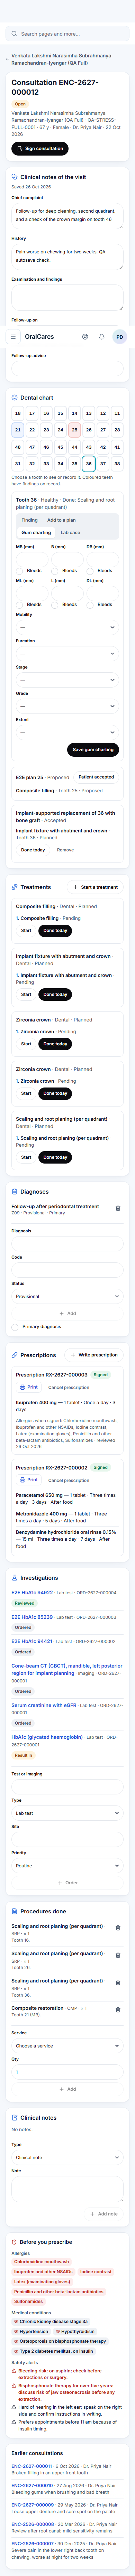 Search pages and more...
Venkata Lakshmi Narasimha Subrahmanya
Ramachandran-Iyengar (QA Full)
Consultation ENC-2627-
000012
Open
Venkata Lakshmi Narasimha Subrahmanya
Ramachandran-Iyengar (QA Full) · QA-STRESS-
FULL-0001 · 67 y · Female · Dr. Priya Nair · 22 Oct
2026
Sign consultation
Clinical notes of the visit
Saved 26 Oct 2026
Chief complaint
Follow-up for deep cleaning, second quadrant,
and a check of the crown margin on tooth 46
History
Pain worse on chewing for two weeks. QA
autosave check.
Examination and findings
Follow-up on
OralCares
PD
Follow-up advice
Dental chart
18 17 16 15 14 13 12 11
21 22 23 24 25 26 27 28
48 47 46 45 44 43 42 41
31 32 33 34 35 36 37 38
Choose a tooth to see or record it. Coloured teeth
have findings on record.
Tooth 36 · Healthy · Done: Scaling and root
planing (per quadrant)
Finding Add to a plan
Gum charting Lab case
MB (mm) B (mm) DB (mm)
Bleeds Bleeds Bleeds
ML (mm) L (mm) DL (mm)
Bleeds Bleeds Bleeds
Mobility
—
Furcation
—
Stage
—
Grade
—
Extent
—
Save gum charting
E2E plan 25 · Proposed Patient accepted
Composite filling · Tooth 25 · Proposed
Implant-supported replacement of 36 with
bone graft · Accepted
Implant fixture with abutment and crown ·
Tooth 36 · Planned
Done today Remove
Treatments
Start a treatment
Composite filling · Dental · Planned
1. Composite filling · Pending
Start Done today
Implant fixture with abutment and crown ·
Dental · Planned
1. Implant fixture with abutment and crown ·
Pending
Start Done today
Zirconia crown · Dental · Planned
1. Zirconia crown · Pending
Start Done today
Zirconia crown · Dental · Planned
1. Zirconia crown · Pending
Start Done today
Scaling and root planing (per quadrant) ·
Dental · Planned
1. Scaling and root planing (per quadrant) ·
Pending
Start Done today
Diagnoses
Follow-up after periodontal treatment
Z09 · Provisional · Primary
Diagnosis
Code
Status
Provisional
Primary diagnosis
Add
Prescriptions
Write prescription
Prescription RX-2627-000003 Signed
Print Cancel prescription
Ibuprofen 400 mg — 1 tablet · Once a day · 3
days
Allergies when signed: Chlorhexidine mouthwash,
Ibuprofen and other NSAIDs, Iodine contrast,
Latex (examination gloves), Penicillin and other
beta-lactam antibiotics, Sulfonamides · reviewed
26 Oct 2026
Prescription RX-2627-000002 Signed
Print Cancel prescription
Paracetamol 650 mg — 1 tablet · Three times
a day · 3 days · After food
Metronidazole 400 mg — 1 tablet · Three
times a day · 5 days · After food
Benzydamine hydrochloride oral rinse 0.15%
— 15 ml · Three times a day · 7 days · After
food
Investigations
E2E HbA1c 84922 · Lab test · ORD-2627-000004
Reviewed
E2E HbA1c 85239 · Lab test · ORD-2627-000003
Ordered
E2E HbA1c 94421 · Lab test · ORD-2627-000002
Ordered
Cone-beam CT (CBCT), mandible, left posterior
region for implant planning · Imaging · ORD-2627-
000001
Ordered
Serum creatinine with eGFR · Lab test · ORD-2627-
000001
Ordered
HbA1c (glycated haemoglobin) · Lab test · ORD-
2627-000001
Result in
Test or imaging
Type
Lab test
Site
Priority
Routine
Order
Procedures done
Scaling and root planing (per quadrant)
SRP · × 1
Tooth 16.
Scaling and root planing (per quadrant)
SRP · × 1
Tooth 26.
Scaling and root planing (per quadrant)
SRP · × 1
Tooth 36.
Composite restoration · CMP · × 1
Tooth 21 (MB).
Service
Choose a service
Qty
1
Add
Clinical notes
No notes.
Type
Clinical note
Note
Add note
Before you prescribe
Allergies
Chlorhexidine mouthwash
Ibuprofen and other NSAIDs Iodine contrast
Latex (examination gloves)
Penicillin and other beta-lactam antibiotics
Sulfonamides
Medical conditions
Chronic kidney disease stage 3a
Hypertension Hypothyroidism
Osteoporosis on bisphosphonate therapy
Type 2 diabetes mellitus, on insulin
Safety alerts
Bleeding risk: on aspirin; check before
extractions or surgery.
Bisphosphonate therapy for over five years:
discuss risk of jaw osteonecrosis before any
extraction.
Hard of hearing in the left ear; speak on the right
side and confirm instructions in writing.
Prefers appointments before 11 am because of
insulin timing.
Earlier consultations
ENC-2627-000011 · 6 Oct 2026 · Dr. Priya Nair
Broken filling in an upper front tooth
ENC-2627-000010 · 27 Aug 2026 · Dr. Priya Nair
Bleeding gums when brushing and bad breath
ENC-2627-000009 · 29 May 2026 · Dr. Priya Nair
Loose upper denture and sore spot on the palate
ENC-2526-000008 · 20 Mar 2026 · Dr. Priya Nair
Review after root canal; mild sensitivity remains
ENC-2526-000007 · 30 Dec 2025 · Dr. Priya Nair
Severe pain in the lower right back tooth on
chewing, worse at night for two weeks